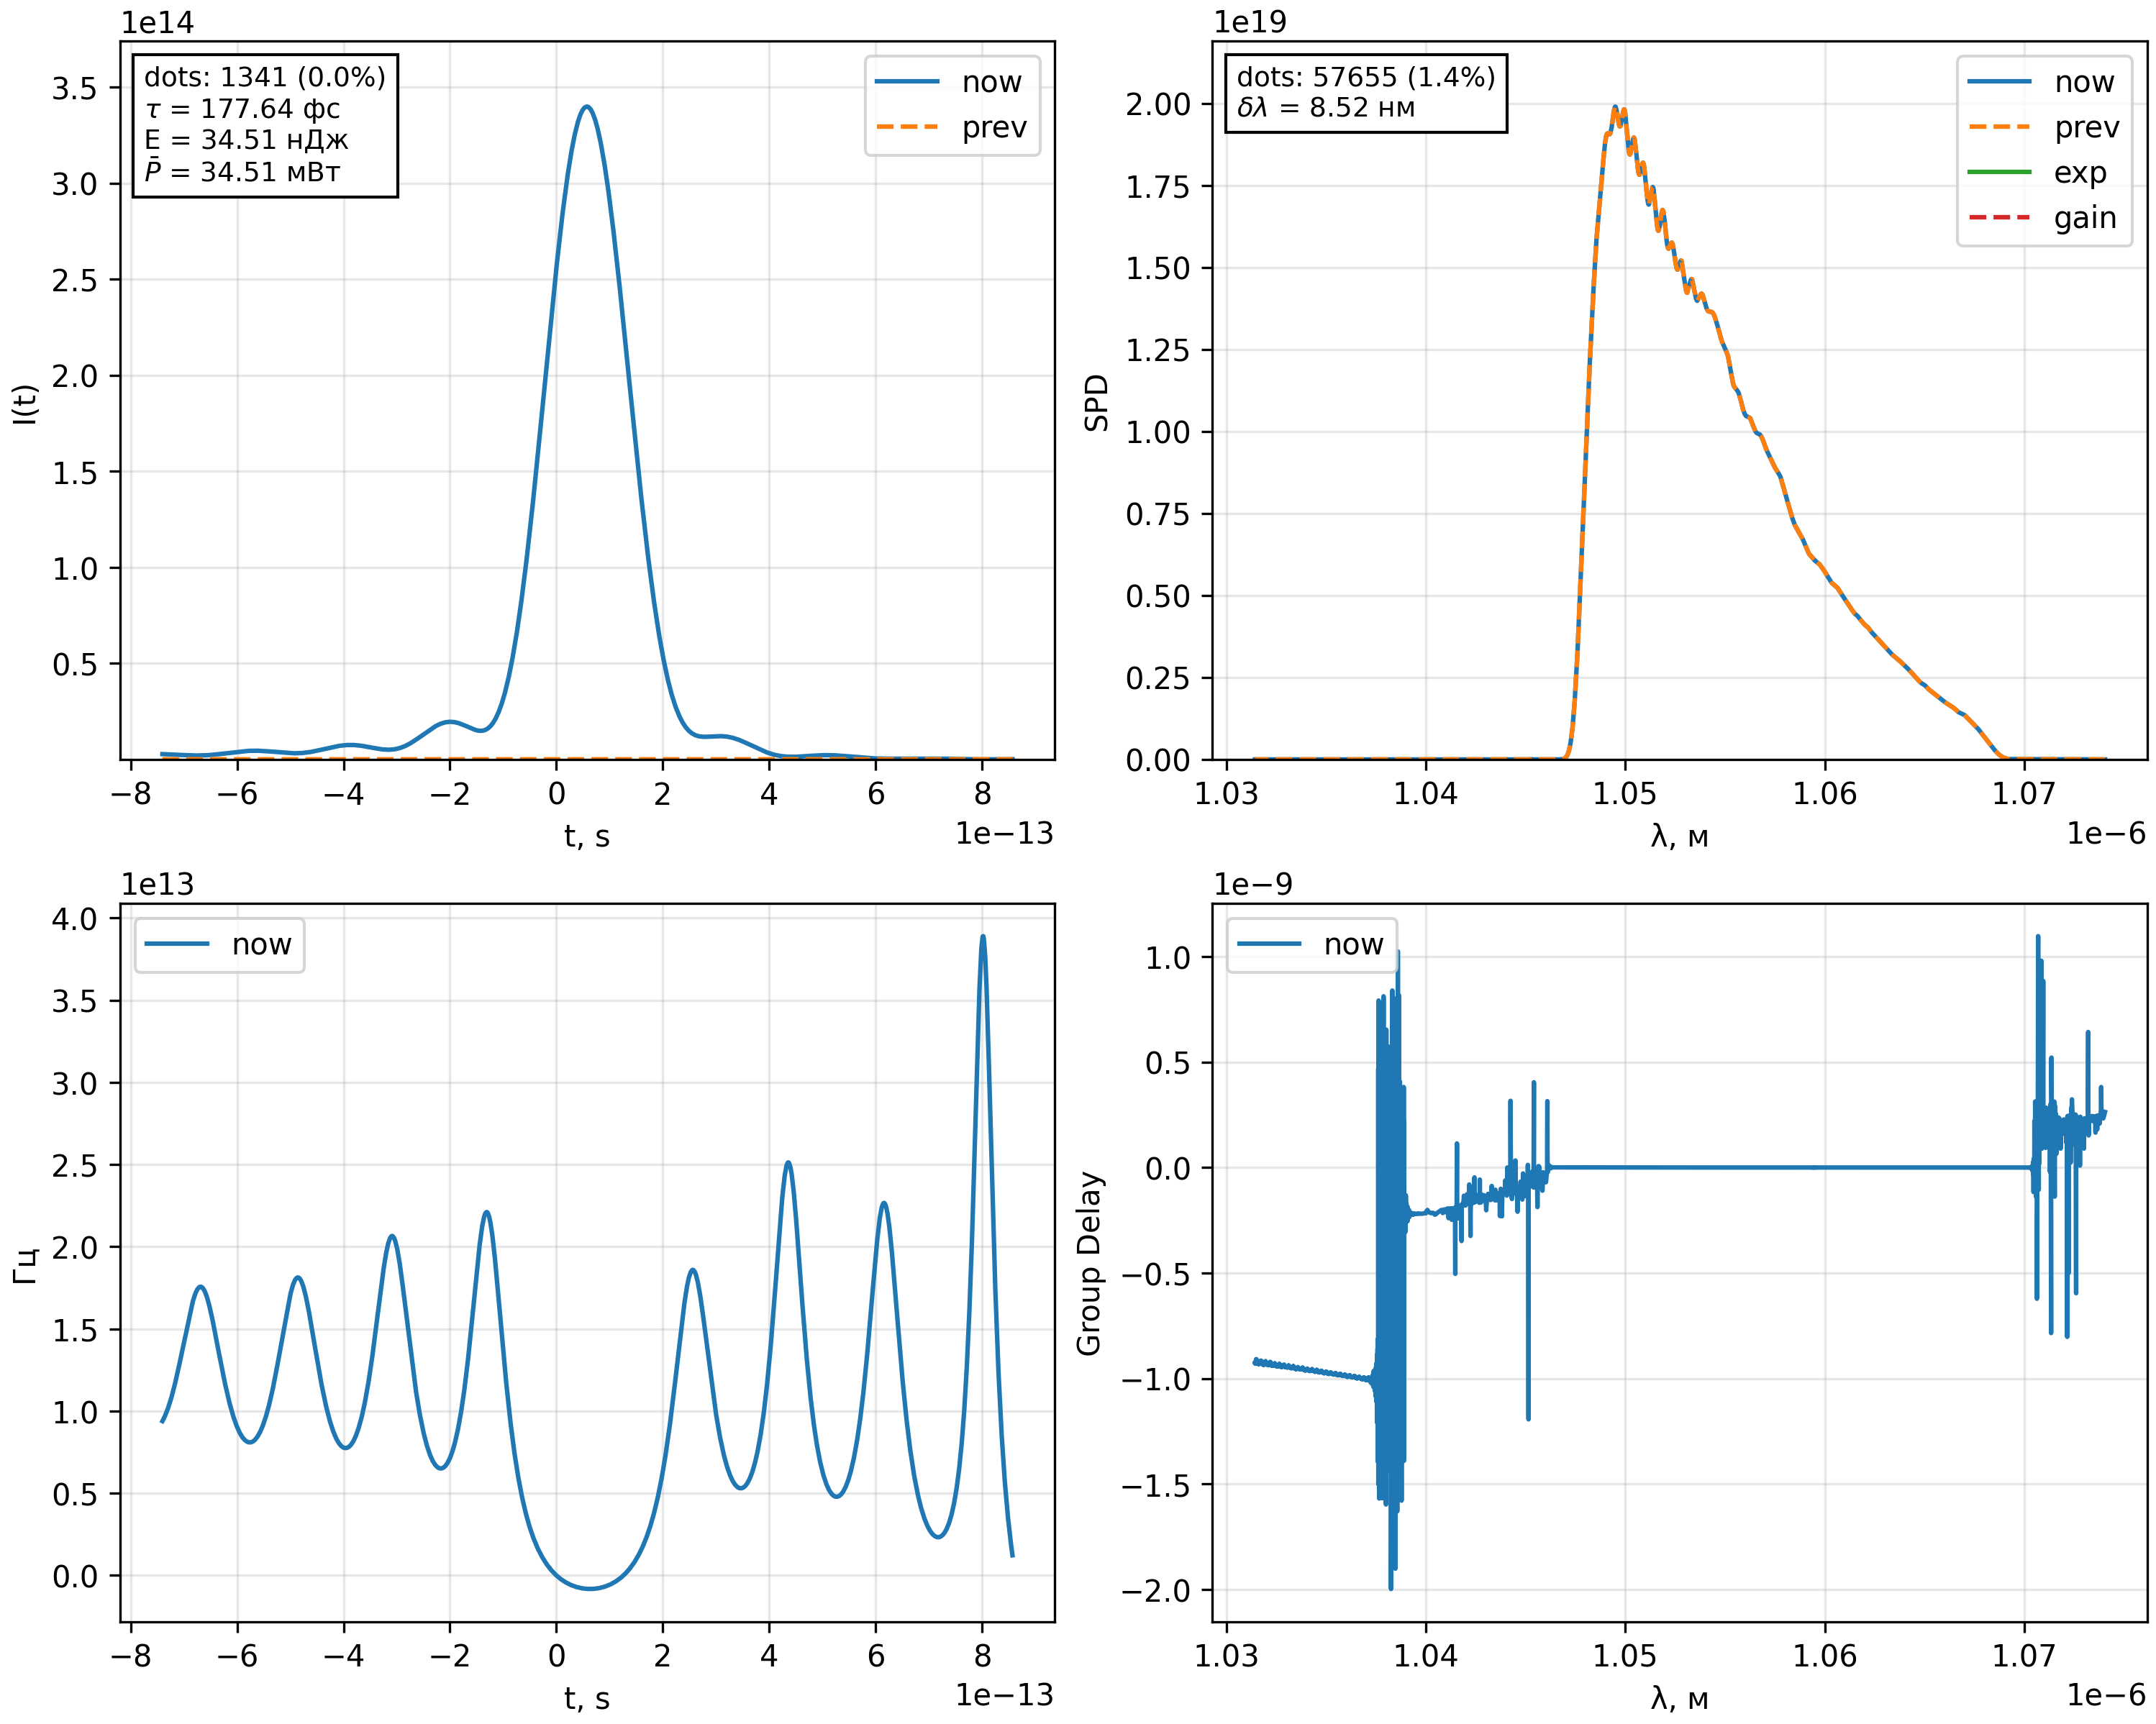 1e14
3.5
3.0
2.5
2.0
1.5
1.0
0.5
I(t)
dots: 1341 (0.0%)
τ = 177.64 фс
E = 34.51 нДж
P̄ = 34.51 мВт
now
prev
−8 −6 −4 −2 0 2 4 6 8
t, s
1e−13
1e19
2.00
1.75
1.50
1.25
1.00
0.75
0.50
0.25
0.00
SPD
dots: 57655 (1.4%)
δλ = 8.52 нм
now
prev
exp
gain
1.03 1.04 1.05 1.06 1.07
λ, м
1e−6
1e13
4.0
3.5
3.0
2.5
2.0
1.5
1.0
0.5
0.0
Гц
now
−8 −6 −4 −2 0 2 4 6 8
t, s
1e−13
1e−9
1.0
0.5
0.0
−0.5
−1.0
−1.5
−2.0
Group Delay
now
1.03 1.04 1.05 1.06 1.07
λ, м
1e−6